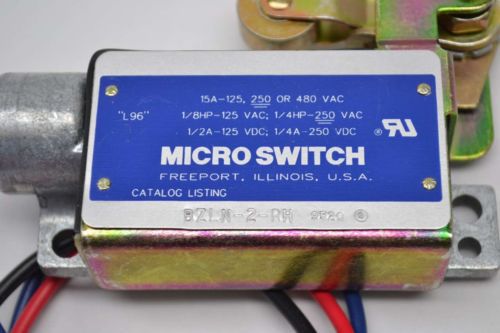 15A-125, 250 OR 480 VAC
"L96" 1/8HP-125 VAC; 1/4HP-250 VAC
1/2A-125 VDC; 1/4A-250 VDC
MICRO SWITCH
FREEPORT, ILLINOIS, U.S.A.
CATALOG LISTING
BZLN-2-RH